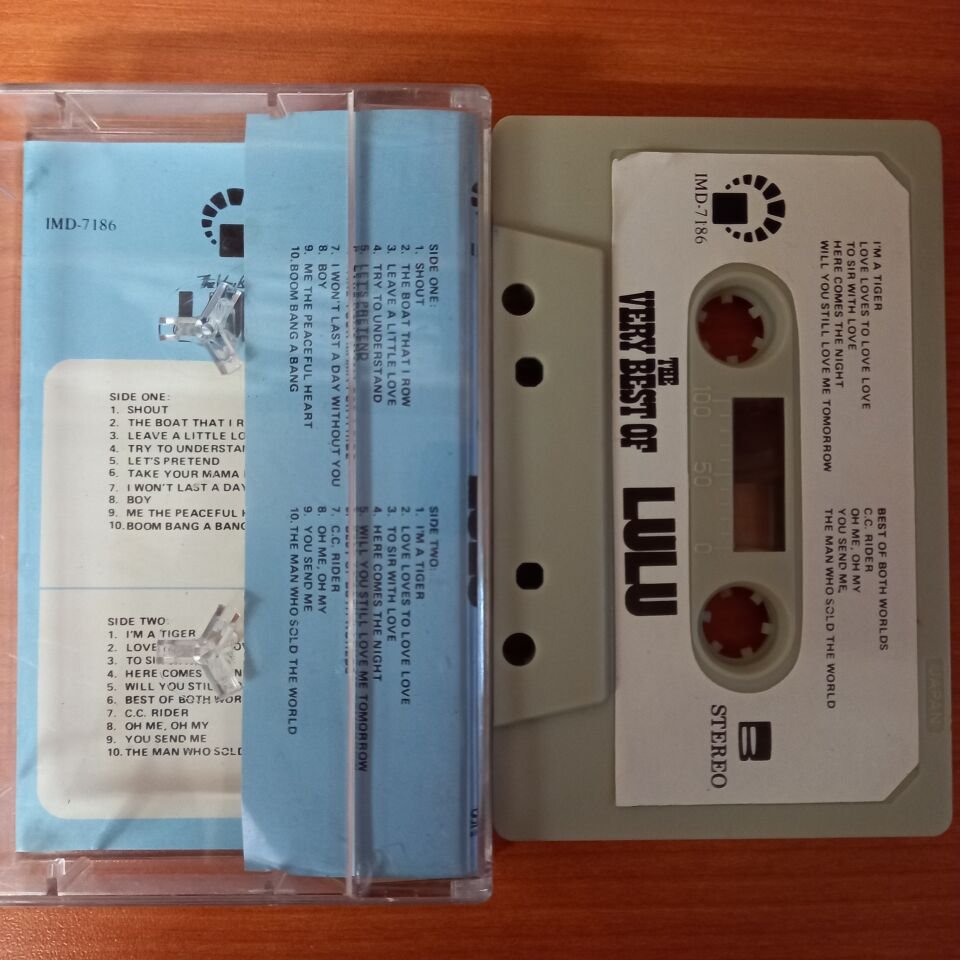 IMD-7186
SIDE ONE:
1. SHOUT
2. THE BOAT THAT I R
3. LEAVE A LITTLE LO
4. TRY TO UNDERSTAN
5. LET'S PRETEND
6. TAKE YOUR MAMA
7. I WON'T LAST A DAY
8. BOY
9. ME THE PEACEFUL H
10. BOOM BANG A BANG
SIDE TWO:
1. I'M A TIGER
2. LOVE
3. TO SI
4. HERE COMES
5. WILL YOU
6. BEST OF BOTH WOR
7. C.C. RIDER
8. OH ME, OH MY
9. YOU SEND ME
10. THE MAN WHO SOLD
SIDE ONE:
1. SHOUT
2. THE BOAT THAT I ROW
3. LEAVE A LITTLE LOVE
4. TRY TO UNDERSTAND
5. LET'S PRETEND
7. I WON'T LAST A DAY WITHOUT YOU
8. BOY
9. ME THE PEACEFUL HEART
10. BOOM BANG A BANG
SIDE TWO:
1. I'M A TIGER
2. LOVE LOVES TO LOVE LOVE
3. TO SIR WITH LOVE
4. HERE COMES THE NIGHT
5. WILL YOU STILL LOVE ME TOMORROW
7. C.C. RIDER
8. OH ME, OH MY
9. YOU SEND ME
10. THE MAN WHO SOLD THE WORLD
IMD-7186
I'M A TIGER
LOVE LOVES TO LOVE LOVE
TO SIR WITH LOVE
HERE COMES THE NIGHT
WILL YOU STILL LOVE ME TOMORROW
BEST OF BOTH WORLDS
C.C. RIDER
OH ME, OH MY
YOU SEND ME,
THE MAN WHO SOLD THE WORLD
100 50 0
THE
VERY BEST OF LULU
B
STEREO
JAPAN